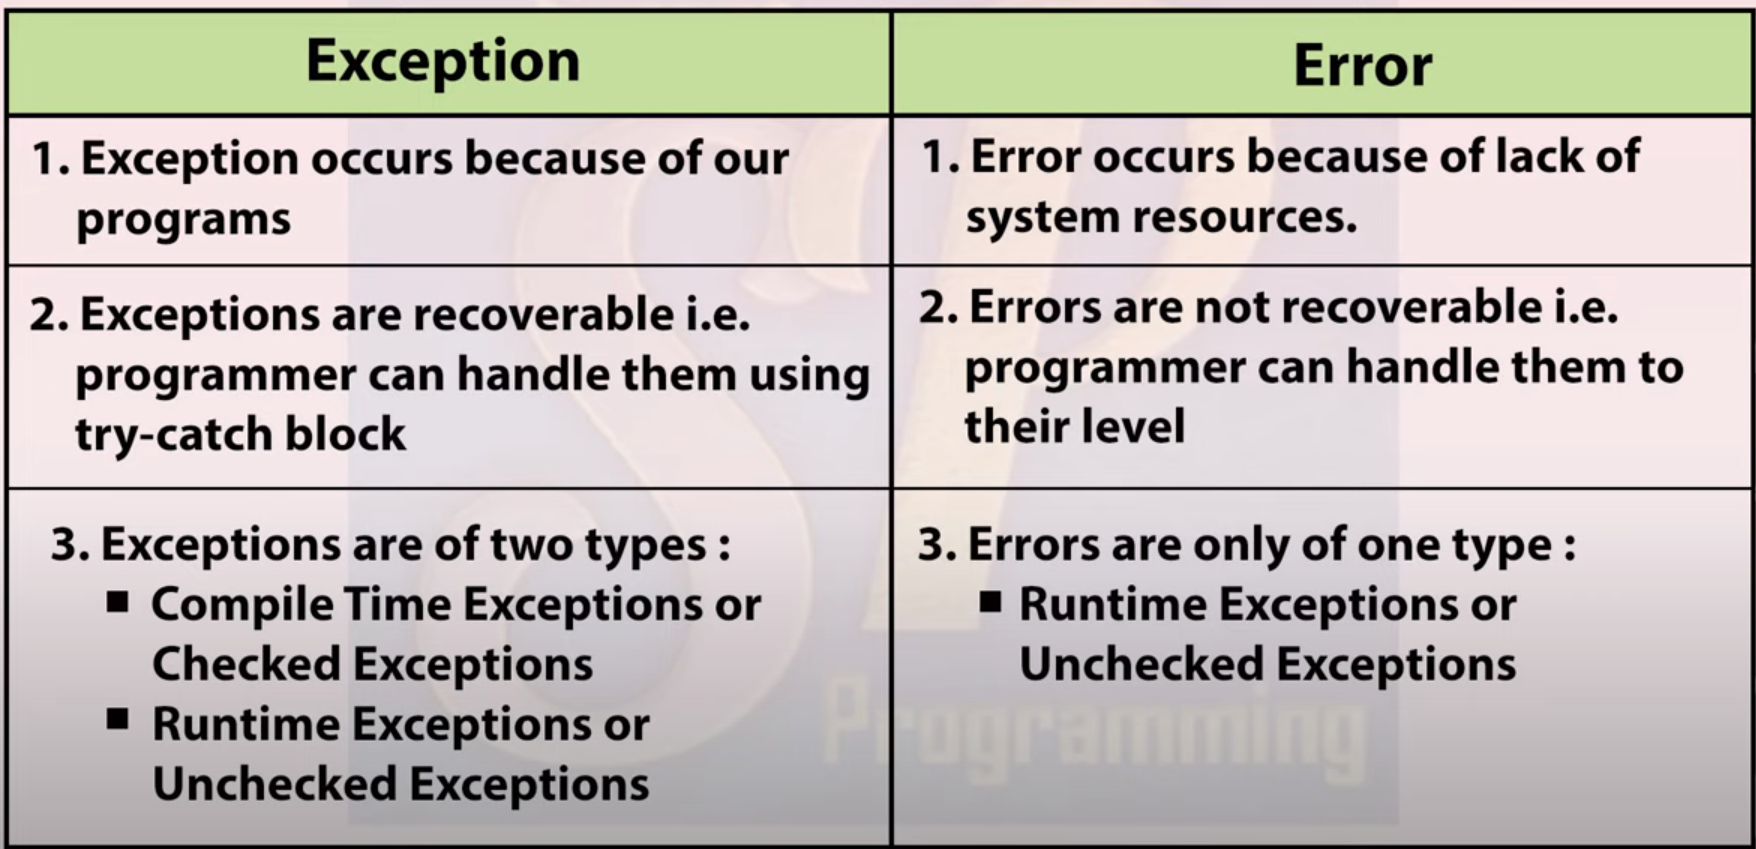 Exception
Error
1. Exception occurs because of our
programs
1. Error occurs because of lack of
system resources.
2. Exceptions are recoverable i.e.
programmer can handle them using
try-catch block
2. Errors are not recoverable i.e.
programmer can handle them to
their level
3. Exceptions are of two types :
■ Compile Time Exceptions or
Checked Exceptions
■ Runtime Exceptions or
Unchecked Exceptions
3. Errors are only of one type :
■ Runtime Exceptions or
Unchecked Exceptions
SP
Programming